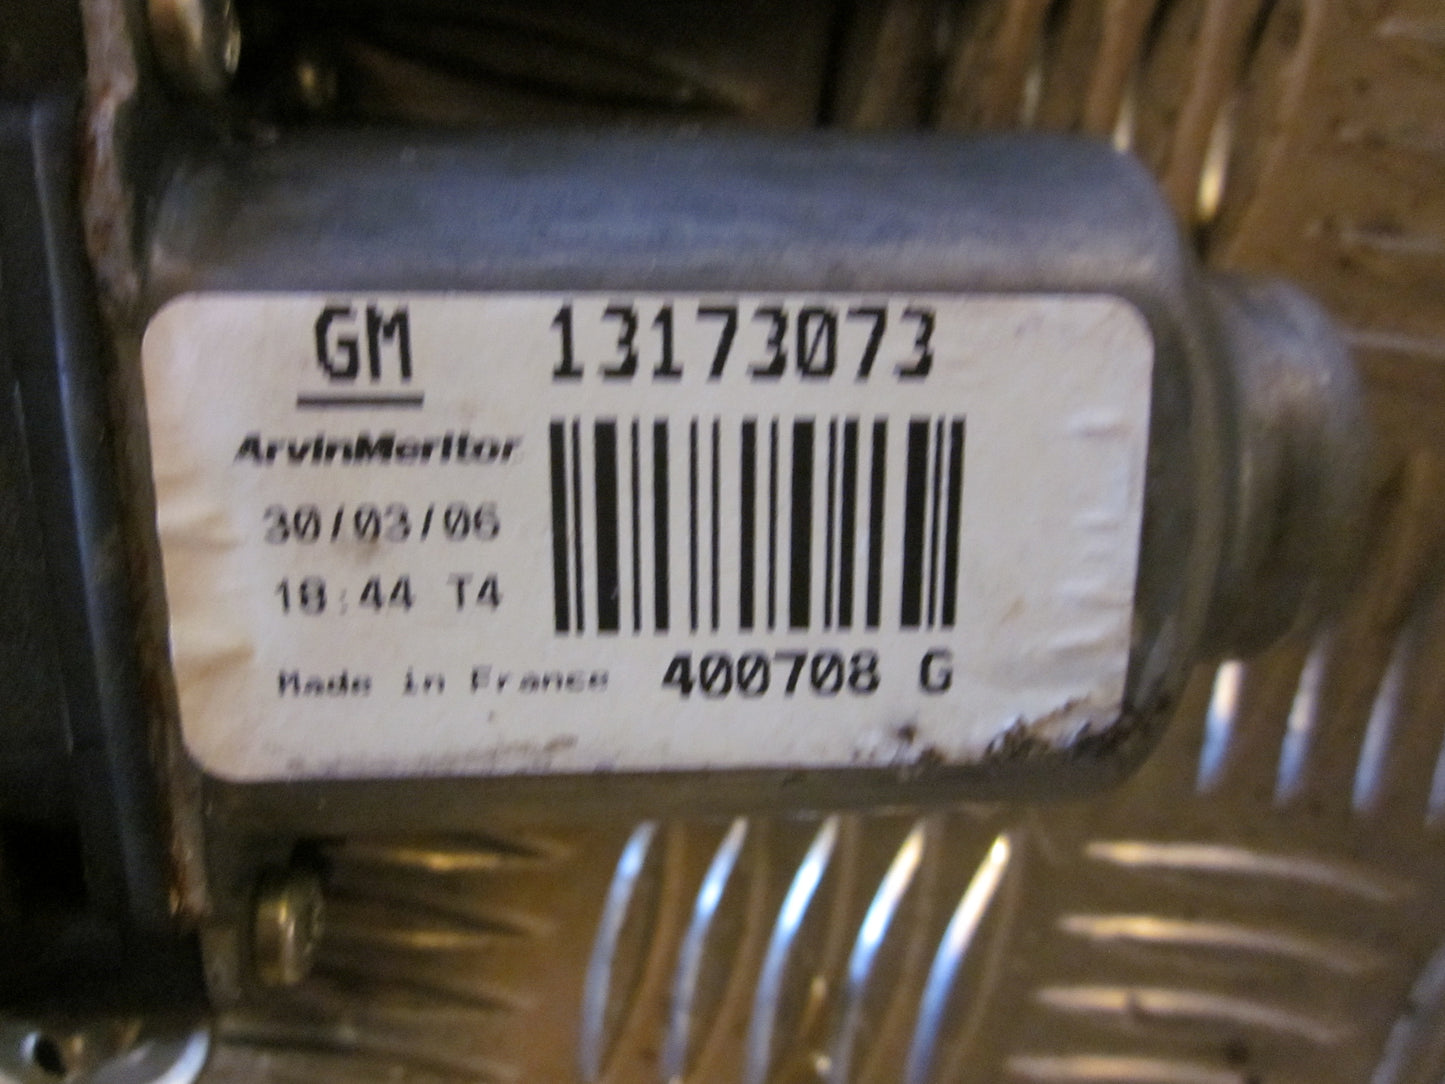 GM 13173073
ArvinMeritor
30/03/06
18:44 T4
Made in France 400708 G